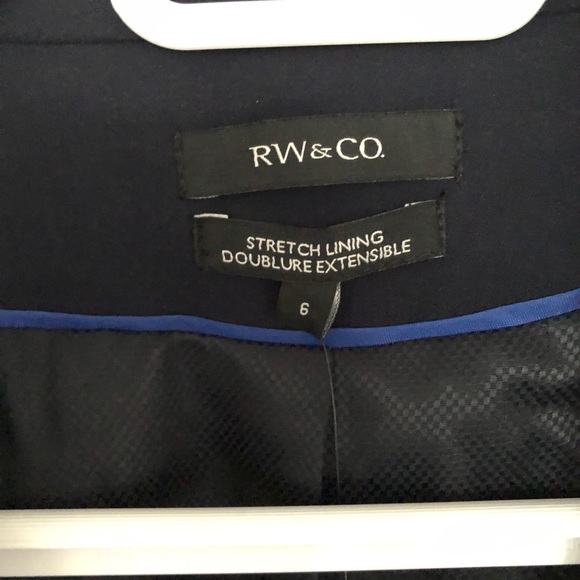 RW&CO.
STRETCH LINING
DOUBLURE EXTENSIBLE
6